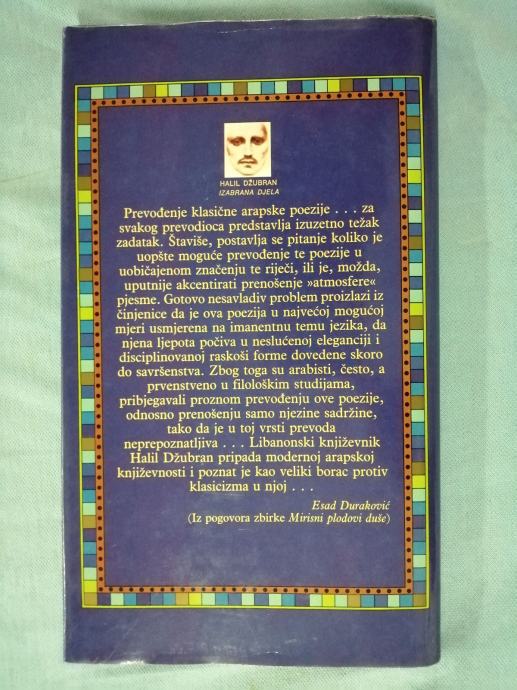 HALIL DŽUBRAN
IZABRANA DJELA
Prevođenje klasične arapske poezije . . . za
svakog prevodioca predstavlja izuzetno težak
zadatak. Štaviše, postavlja se pitanje koliko je
uopšte moguće prevođenje te poezije u
uobičajenom značenju te riječi, ili je, možda,
uputnije akcentirati prenošenje »atmosfere«
pjesme. Gotovo nesavladiv problem proizlazi iz
činjenice da je ova poezija u najvećoj mogućoj
mjeri usmjerena na imanentnu temu jezika, da
njena ljepota počiva u neslućenoj eleganciji i
disciplinovanoj raskoši forme dovedene skoro
do savršenstva. Zbog toga su arabisti, često, a
prvenstveno u filološkim studijama,
pribjegavali proznom prevođenju ove poezije,
odnosno prenošenju samo njezine sadržine,
tako da je u toj vrsti prevoda
neprepoznatljiva . . . Libanonski književnik
Halil Džubran pripada modernoj arapskoj
književnosti i poznat je kao veliki borac protiv
klasicizma u njoj . . .
Esad Duraković
(Iz pogovora zbirke Mirisni plodovi duše)